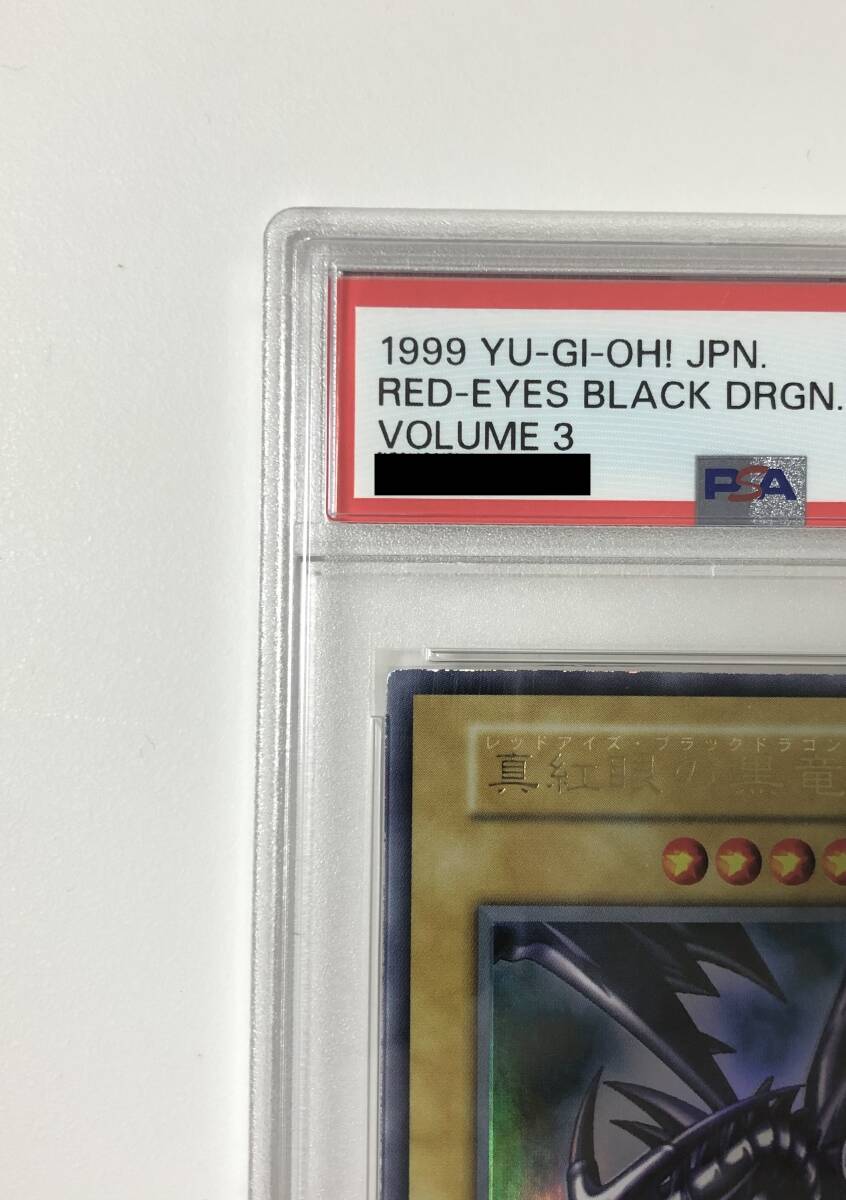 1999 YU-GI-OH! JPN.
RED-EYES BLACK DRGN.
VOLUME 3
PSA
レッドアイズ・ブラックドラゴン
真紅眼の黒竜